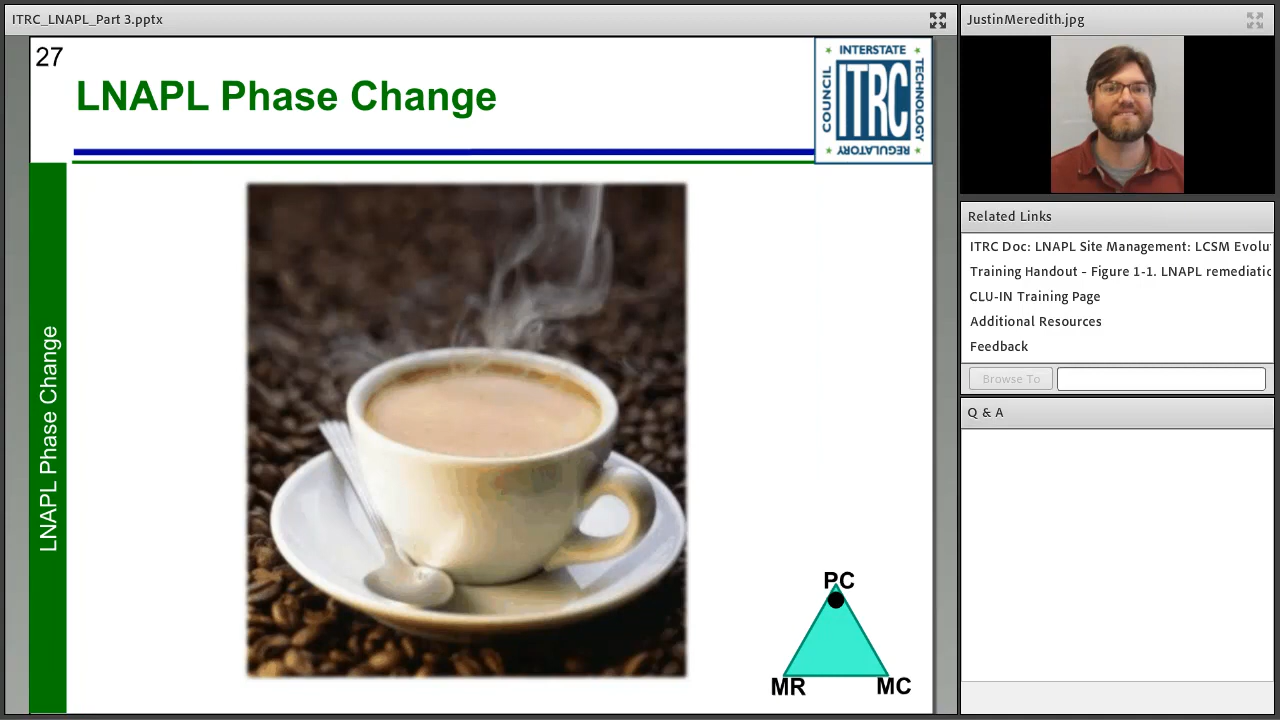 ITRC_LNAPL_Part 3.pptx
27
LNAPL Phase Change
INTERSTATE
COUNCIL
ITRC
TECHNOLOGY
REGULATORY
LNAPL Phase Change
PC
MR
MC
JustinMeredith.jpg
Related Links
ITRC Doc: LNAPL Site Management: LCSM Evolu
Training Handout - Figure 1-1. LNAPL remediatic
CLU-IN Training Page
Additional Resources
Feedback
Browse To
Q & A